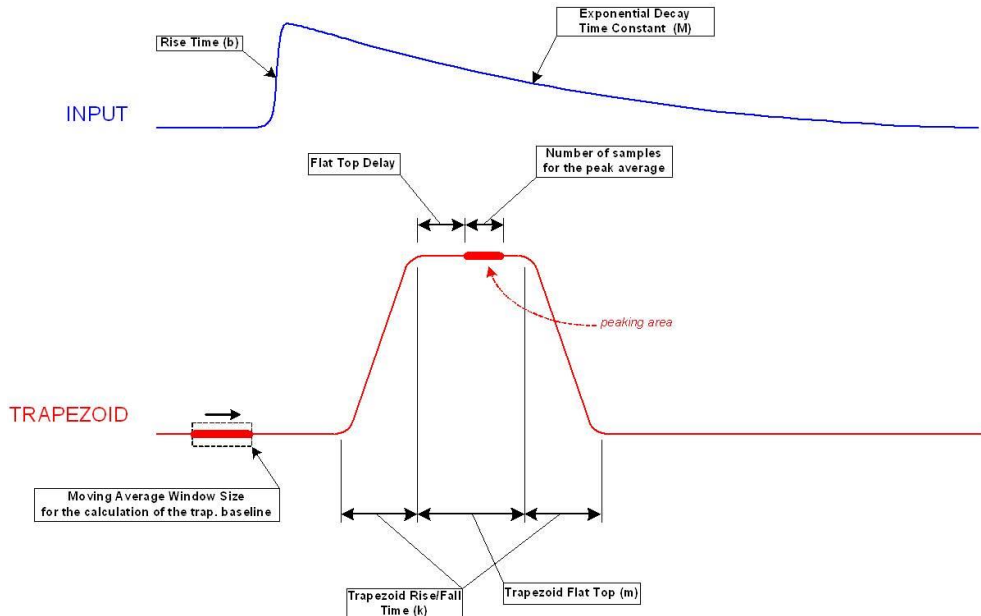 Exponential Decay
Time Constant (M)
Rise Time (b)
INPUT
Number of samples
for the peak average
Flat Top Delay
peaking area
TRAPEZOID
Moving Average Window Size
for the calculation of the trap. baseline
Trapezoid Rise/Fall
Time (k)
Trapezoid Flat Top (m)